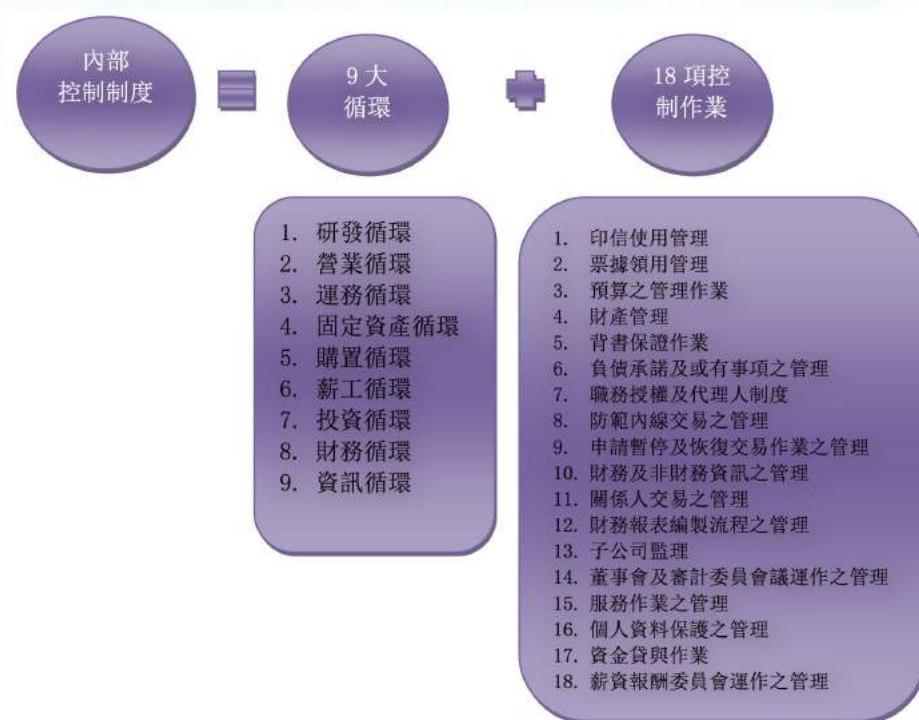 內部
控制制度
9 大
循環
18 項控
制作業
1. 研發循環
2. 營業循環
3. 運務循環
4. 固定資產循環
5. 購置循環
6. 薪工循環
7. 投資循環
8. 財務循環
9. 資訊循環
1. 印信使用管理
2. 票據領用管理
3. 預算之管理作業
4. 財產管理
5. 背書保證作業
6. 負債承諾及或有事項之管理
7. 職務授權及代理人制度
8. 防範內線交易之管理
9. 申請暫停及恢復交易作業之管理
10. 財務及非財務資訊之管理
11. 關係人交易之管理
12. 財務報表編製流程之管理
13. 子公司監理
14. 董事會及審計委員會議運作之管理
15. 服務作業之管理
16. 個人資料保護之管理
17. 資金貸與作業
18. 薪資報酬委員會運作之管理